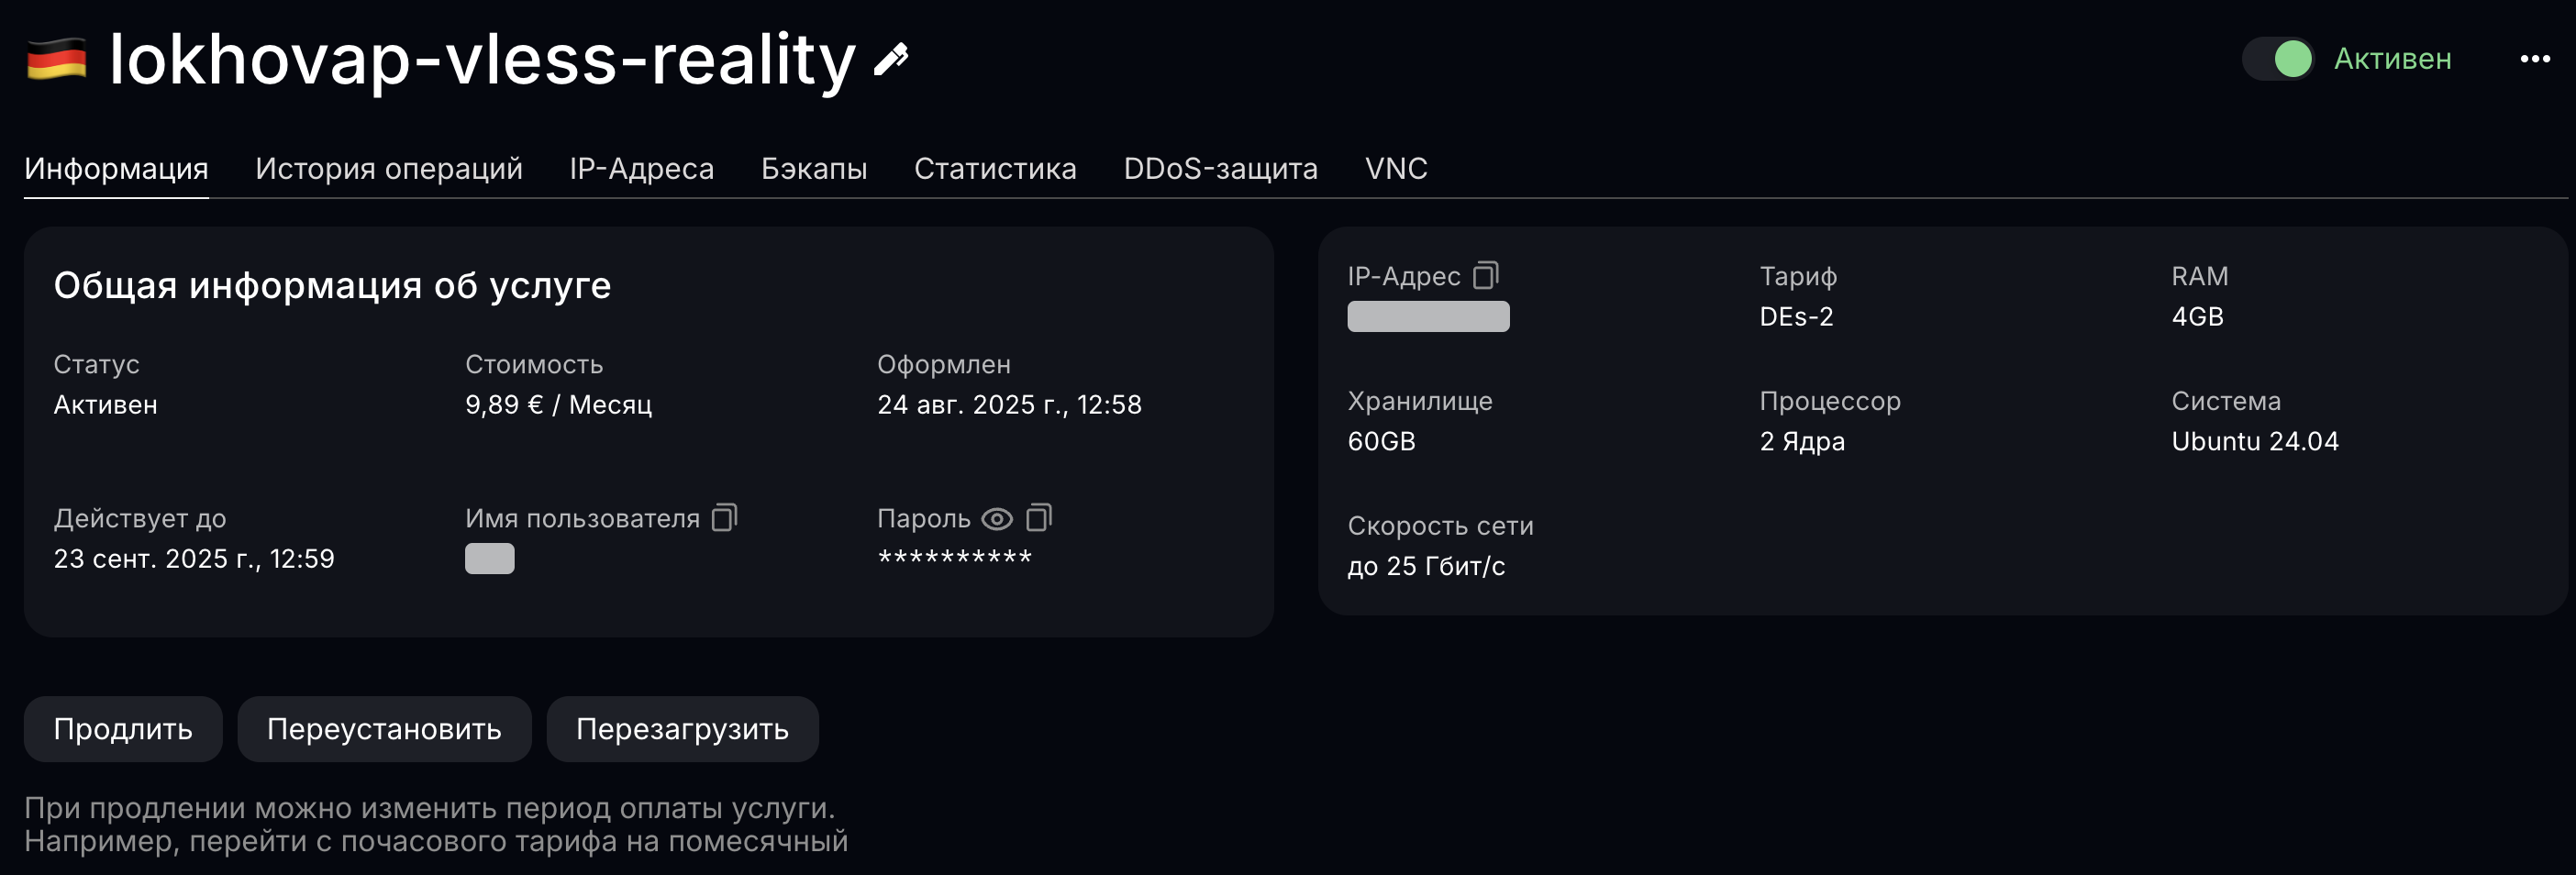 lokhovap-vless-reality
Активен
Информация История операций IP-Адреса Бэкапы Статистика DDoS-защита VNC
Общая информация об услуге
Статус Стоимость Оформлен
Активен 9,89 € / Месяц 24 авг. 2025 г., 12:58
Действует до Имя пользователя Пароль
23 сент. 2025 г., 12:59 **********
IP-Адрес Тариф RAM
DEs-2 4GB
Хранилище Процессор Система
60GB 2 Ядра Ubuntu 24.04
Скорость сети
до 25 Гбит/с
Продлить Переустановить Перезагрузить
При продлении можно изменить период оплаты услуги.
Например, перейти с почасового тарифа на помесячный